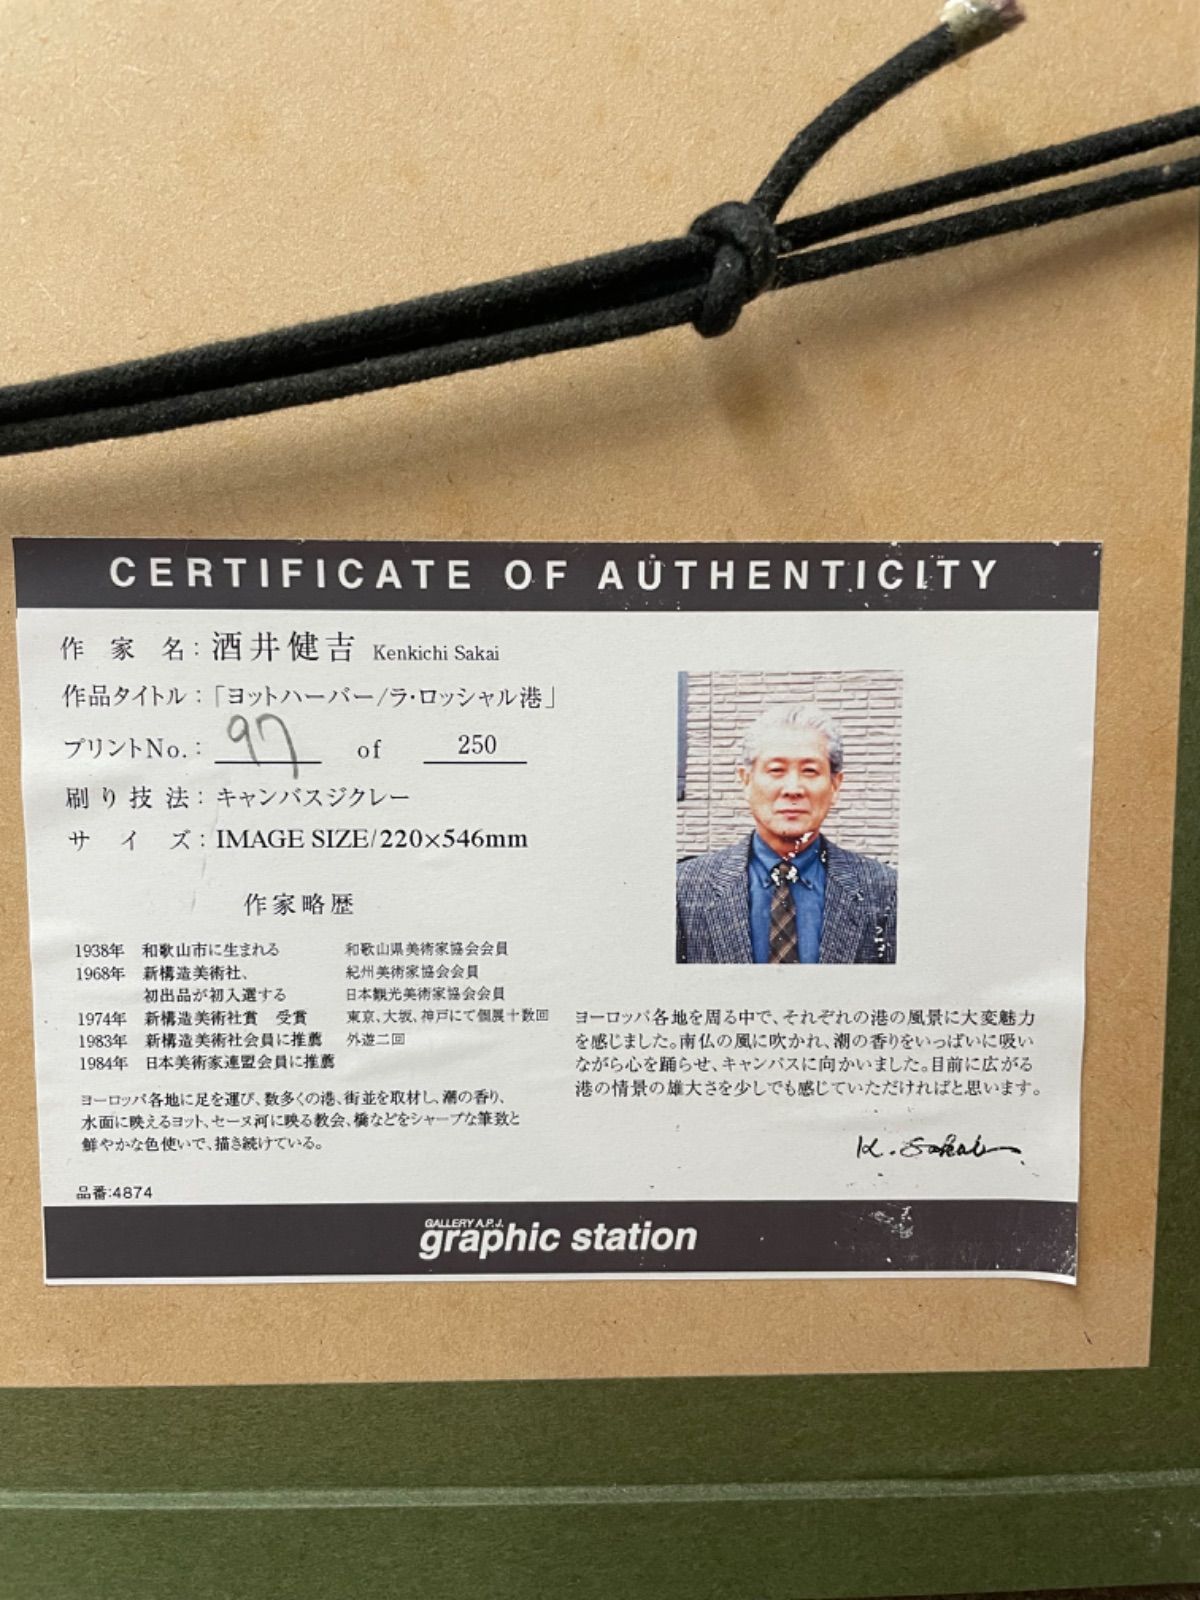 CERTIFICATE OF AUTHENTICITY
作家名：酒井健吉 Kenkichi Sakai
作品タイトル：「ヨットハーバー/ラ・ロッシャル港」
プリントNo.： 97 of 250
刷り技法：キャンバスジクレー
サイズ：IMAGE SIZE/220×546mm
作家略歴
1938年 和歌山市に生まれる
1968年 新構造美術社、
初出品が初入選する
1974年 新構造美術社賞 受賞
1983年 新構造美術社会員に推薦
1984年 日本美術家連盟会員に推薦
和歌山県美術家協会会員
紀州美術家協会会員
日本観光美術家協会会員
東京、大坂、神戸にて個展十数回
外遊二回
ヨーロッパ各地に足を運び、数多くの港、街並を取材し、潮の香り、
水面に映えるヨット、セーヌ河に映る教会、橋などをシャープな筆致と
鮮やかな色使いで、描き続けている。
品番:4874
ヨーロッパ各地を周る中で、それぞれの港の風景に大変魅力
を感じました。南仏の風に吹かれ、潮の香りをいっぱいに吸い
ながら心を踊らせ、キャンバスに向かいました。目前に広がる
港の情景の雄大さを少しでも感じていただければと思います。
K. Sakai
GALLERY A.P.J.
graphic station